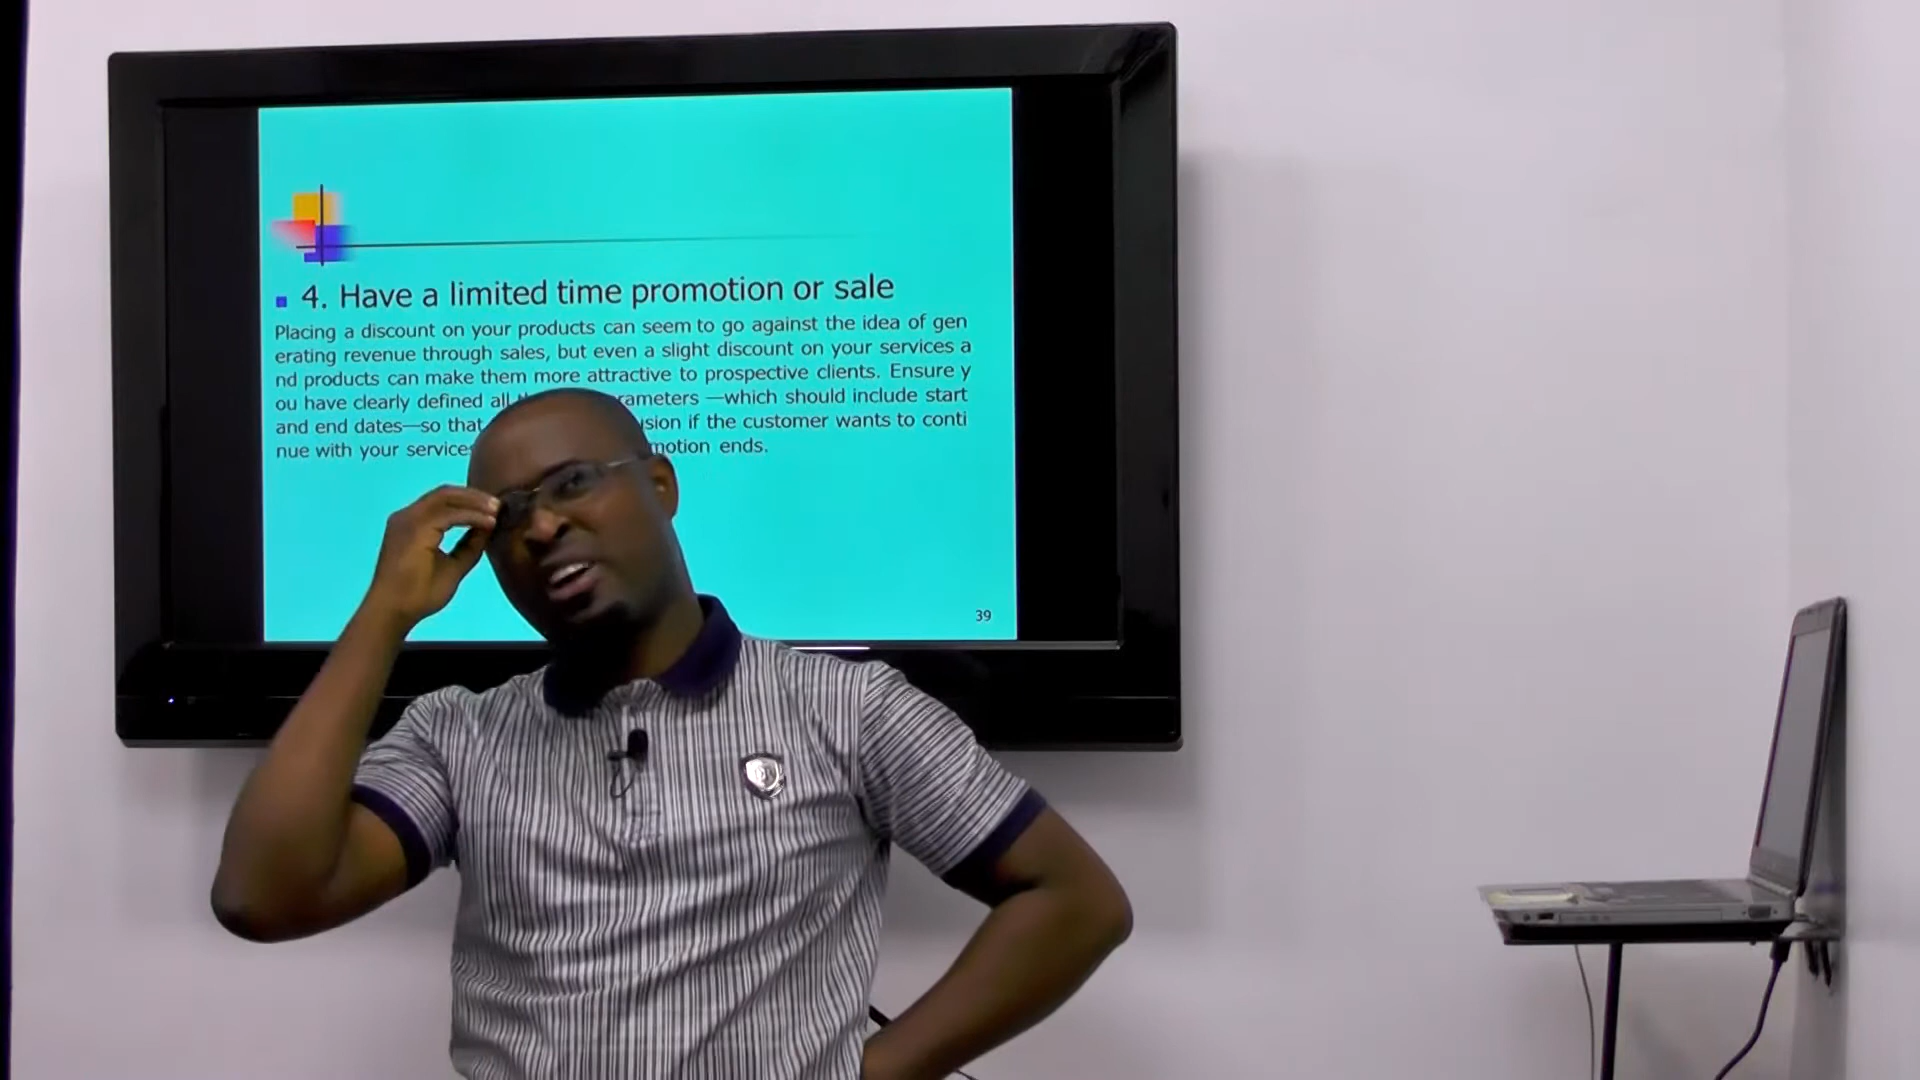 4. Have a limited time promotion or sale
Placing a discount on your products can seem to go against the idea of gen
erating revenue through sales, but even a slight discount on your services a
nd products can make them more attractive to prospective clients. Ensure y
ou have clearly defined all rameters —which should include start
and end dates—so that usion if the customer wants to conti
nue with your service motion ends.
39